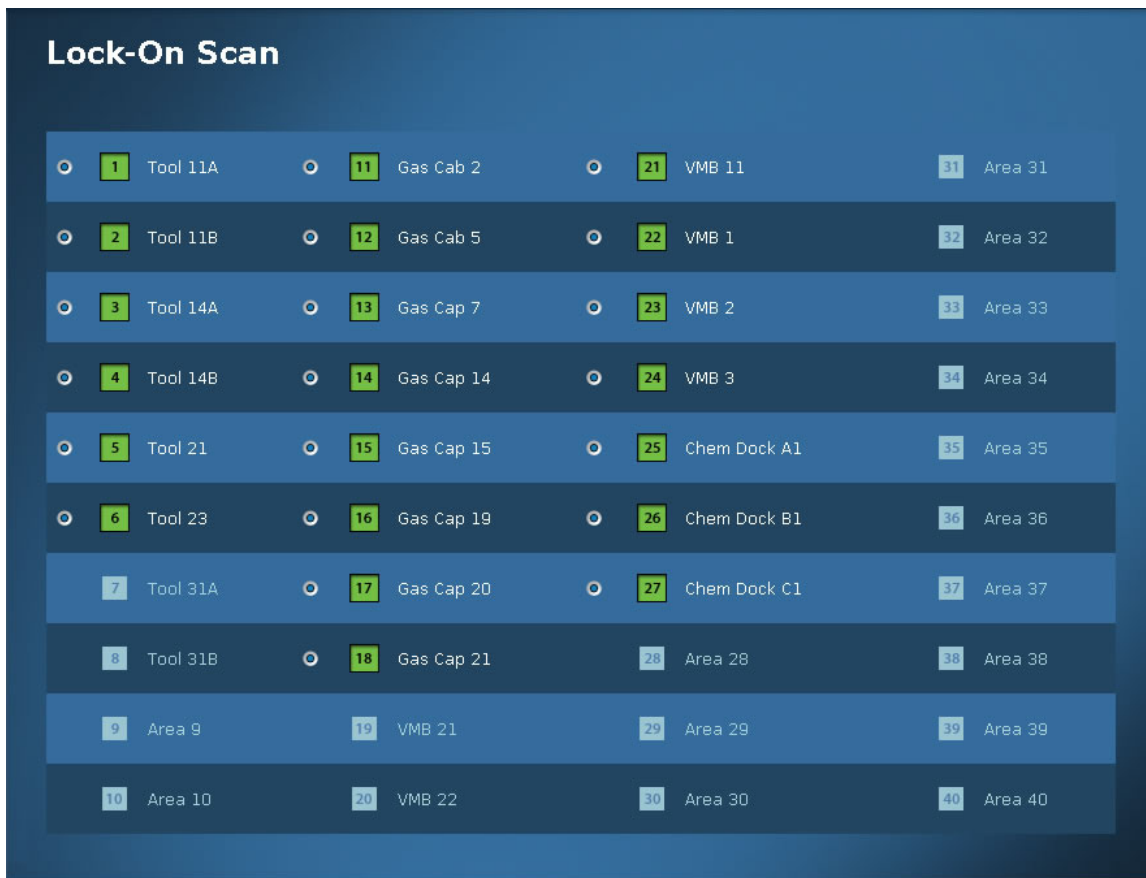 Lock-On Scan
1 Tool 11A 11 Gas Cab 2 21 VMB 11 31 Area 31
2 Tool 11B 12 Gas Cab 5 22 VMB 1 32 Area 32
3 Tool 14A 13 Gas Cap 7 23 VMB 2 33 Area 33
4 Tool 14B 14 Gas Cap 14 24 VMB 3 34 Area 34
5 Tool 21 15 Gas Cap 15 25 Chem Dock A1 35 Area 35
6 Tool 23 16 Gas Cap 19 26 Chem Dock B1 36 Area 36
7 Tool 31A 17 Gas Cap 20 27 Chem Dock C1 37 Area 37
8 Tool 31B 18 Gas Cap 21 28 Area 28 38 Area 38
9 Area 9 19 VMB 21 29 Area 29 39 Area 39
10 Area 10 20 VMB 22 30 Area 30 40 Area 40